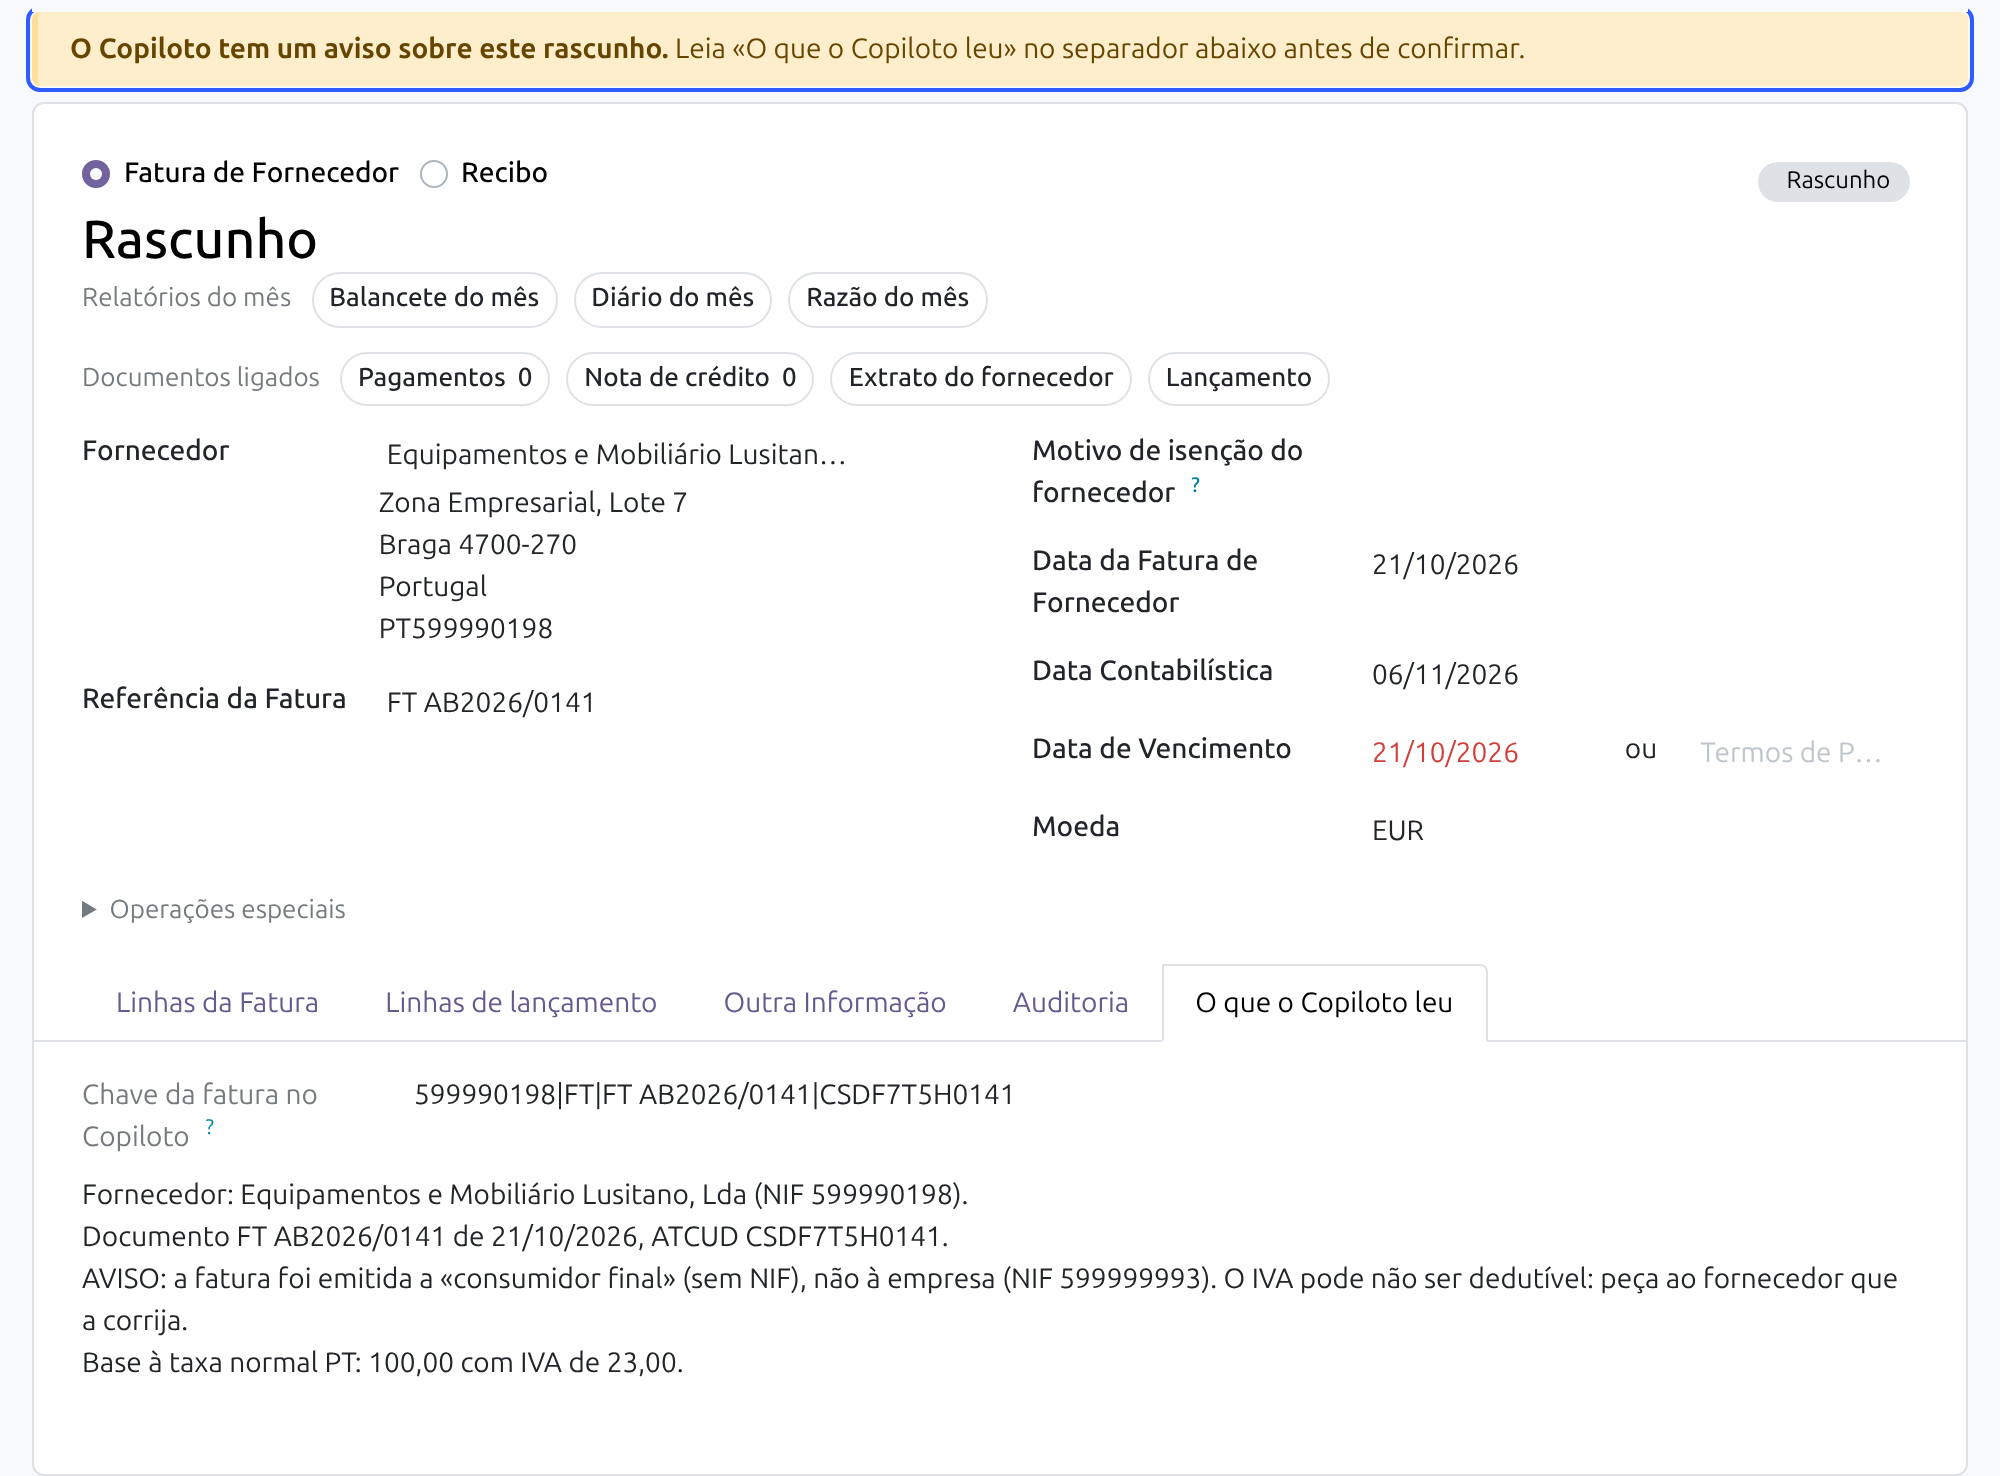 O Copiloto tem um aviso sobre este rascunho. Leia «O que o Copiloto leu» no separador abaixo antes de confirmar.
Fatura de Fornecedor Recibo
Rascunho
Rascunho
Relatórios do mês Balancete do mês Diário do mês Razão do mês
Documentos ligados Pagamentos 0 Nota de crédito 0 Extrato do fornecedor Lançamento
Fornecedor
Equipamentos e Mobiliário Lusitan...
Zona Empresarial, Lote 7
Braga 4700-270
Portugal
PT599990198
Referência da Fatura FT AB2026/0141
Motivo de isenção do
fornecedor ?
Data da Fatura de
Fornecedor
21/10/2026
Data Contabilística 06/11/2026
Data de Vencimento 21/10/2026 ou Termos de P...
Moeda EUR
Operações especiais
Linhas da Fatura Linhas de lançamento Outra Informação Auditoria O que o Copiloto leu
Chave da fatura no
Copiloto ?
599990198|FT|FT AB2026/0141|CSDF7T5H0141
Fornecedor: Equipamentos e Mobiliário Lusitano, Lda (NIF 599990198).
Documento FT AB2026/0141 de 21/10/2026, ATCUD CSDF7T5H0141.
AVISO: a fatura foi emitida a «consumidor final» (sem NIF), não à empresa (NIF 599999993). O IVA pode não ser dedutível: peça ao fornecedor que
a corrija.
Base à taxa normal PT: 100,00 com IVA de 23,00.